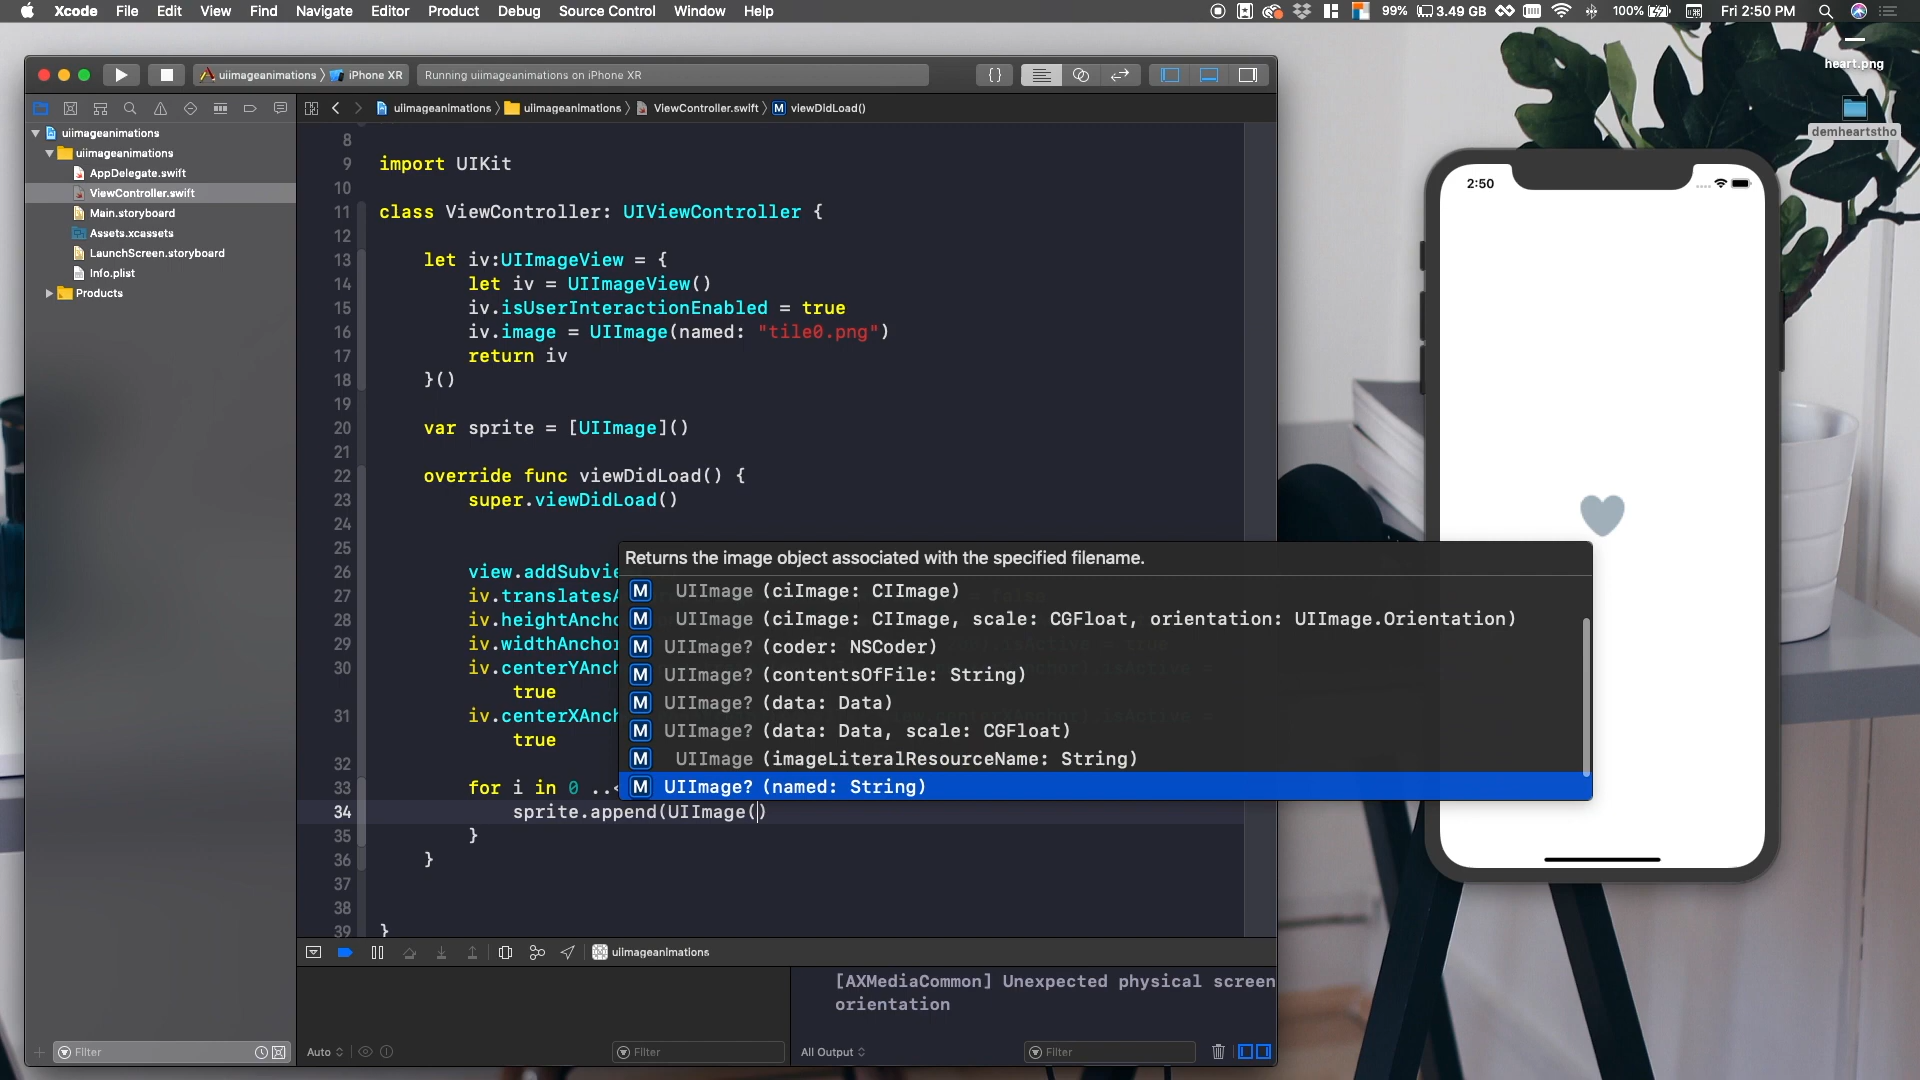 Xcode File Edit View Find Navigate Editor Product Debug Source Control Window Help 99% 3.49 GB 100% Fri 2:50 PM
heart.png
demheartstho
uiimageanimations iPhone XR Running uiimageanimations on iPhone XR
uiimageanimations uiimageanimations ViewController.swift M viewDidLoad()
uiimageanimations
uiimageanimations
AppDelegate.swift
ViewController.swift
Main.storyboard
Assets.xcassets
LaunchScreen.storyboard
Info.plist
Products
8
9 import UIKit
10
11 class ViewController: UIViewController {
12
13 let iv:UIImageView = {
14 let iv = UIImageView()
15 iv.isUserInteractionEnabled = true
16 iv.image = UIImage(named: "tile0.png")
17 return iv
18 }()
19
20 var sprite = [UIImage]()
21
22 override func viewDidLoad() {
23 super.viewDidLoad()
24
25
26 view.addSubvie
27 iv.translatesA
28 iv.heightAncho
29 iv.widthAnchor
30 iv.centerYAnch
true
31 iv.centerXAnch
true
32
33 for i in 0 ..<
34 sprite.append(UIImage()
35 }
36 }
37
38
39 }
Returns the image object associated with the specified filename.
M UIImage (ciImage: CIImage)
M UIImage (ciImage: CIImage, scale: CGFloat, orientation: UIImage.Orientation)
M UIImage? (coder: NSCoder)
M UIImage? (contentsOfFile: String)
M UIImage? (data: Data)
M UIImage? (data: Data, scale: CGFloat)
M UIImage (imageLiteralResourceName: String)
M UIImage? (named: String)
2:50
uiimageanimations
[AXMediaCommon] Unexpected physical screen
orientation
Filter
Auto
Filter
All Output
Filter